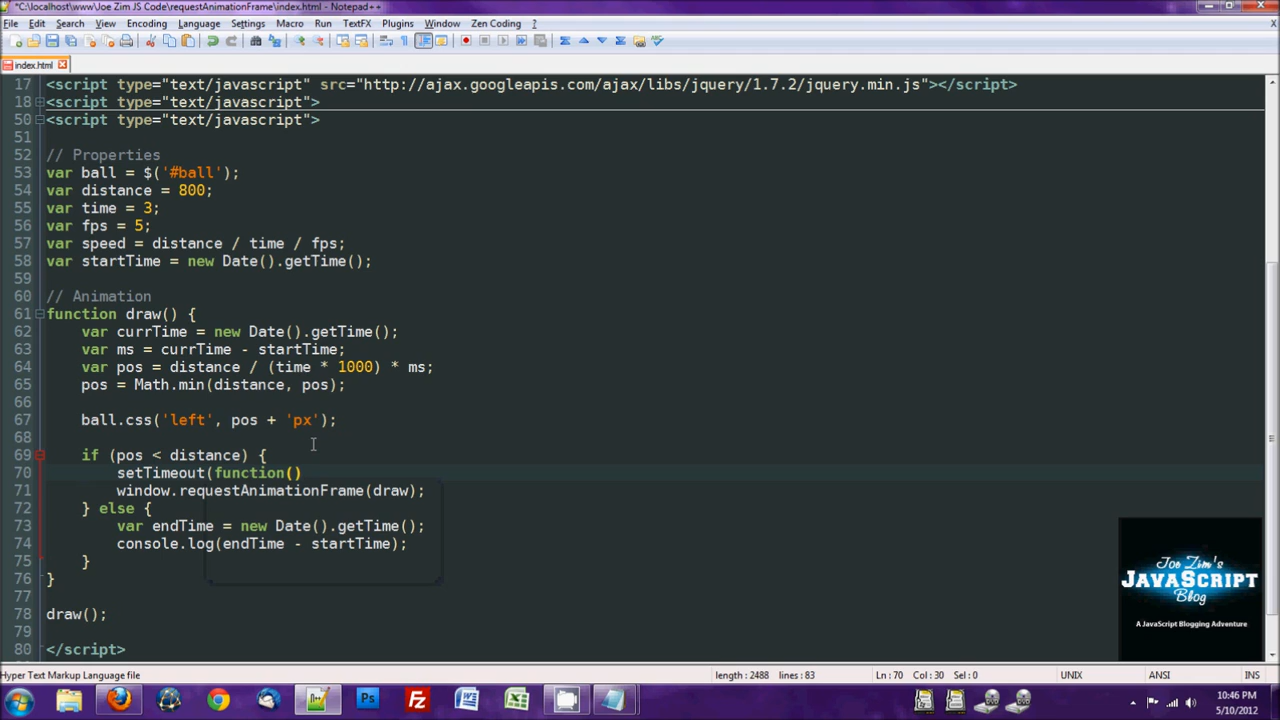 *C:\localhost\www\Joe Zim JS Code\requestAnimationFrame\index.html - Notepad++
File Edit Search View Encoding Language Settings Macro Run TextFX Plugins Window Zen Coding ?
index.html
17 <script type="text/javascript" src="http://ajax.googleapis.com/ajax/libs/jquery/1.7.2/jquery.min.js"></script>
18 <script type="text/javascript">
50 <script type="text/javascript">
51
52 // Properties
53 var ball = $('#ball');
54 var distance = 800;
55 var time = 3;
56 var fps = 5;
57 var speed = distance / time / fps;
58 var startTime = new Date().getTime();
59
60 // Animation
61 function draw() {
62 var currTime = new Date().getTime();
63 var ms = currTime - startTime;
64 var pos = distance / (time * 1000) * ms;
65 pos = Math.min(distance, pos);
66
67 ball.css('left', pos + 'px');
68
69 if (pos < distance) {
70 setTimeout(function()
71 window.requestAnimationFrame(draw);
72 } else {
73 var endTime = new Date().getTime();
74 console.log(endTime - startTime);
75 }
76 }
77
78 draw();
79
80 </script>
Joe Zim's
JAVASCRIPT
Blog
A JavaScript Blogging Adventure
Hyper Text Markup Language file length : 2488 lines : 83 Ln : 70 Col : 30 Sel : 0 UNIX ANSI INS
10:46 PM
5/10/2012